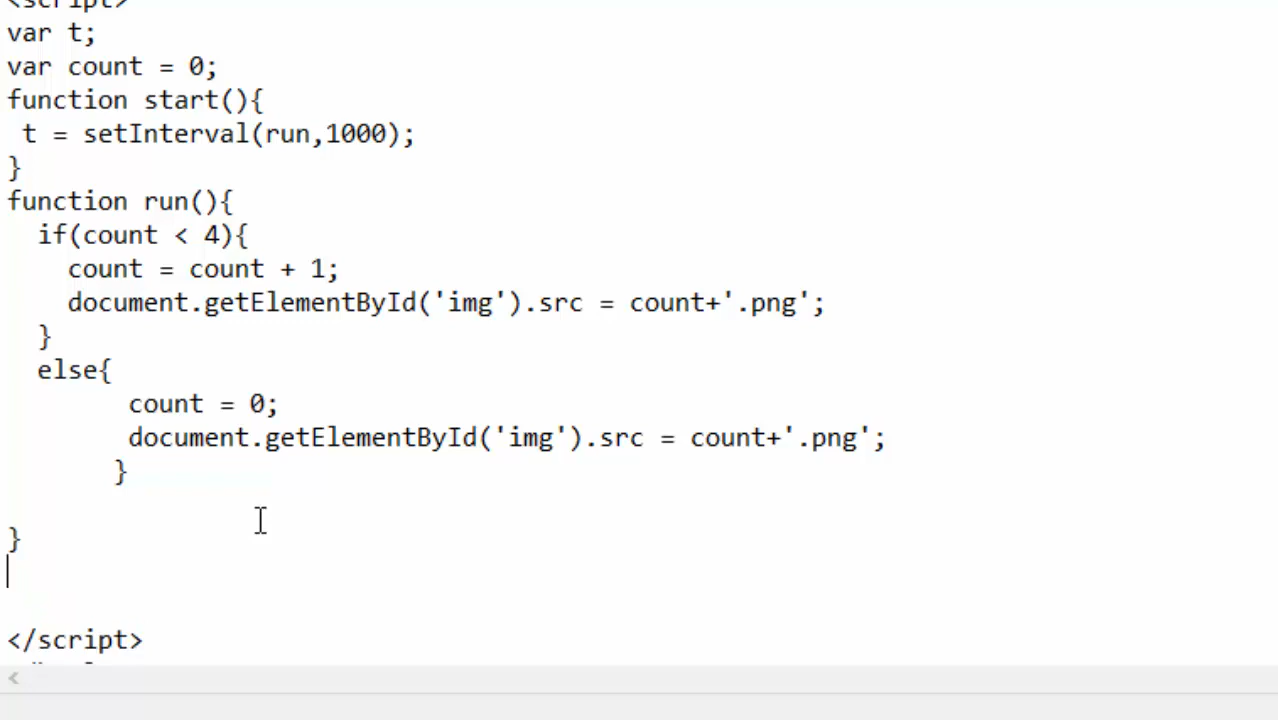 <script>
var t;
var count = 0;
function start(){
 t = setInterval(run,1000);
}
function run(){
  if(count < 4){
    count = count + 1;
    document.getElementById('img').src = count+'.png';
  }
  else{
        count = 0;
        document.getElementById('img').src = count+'.png';
       }
}
</script>